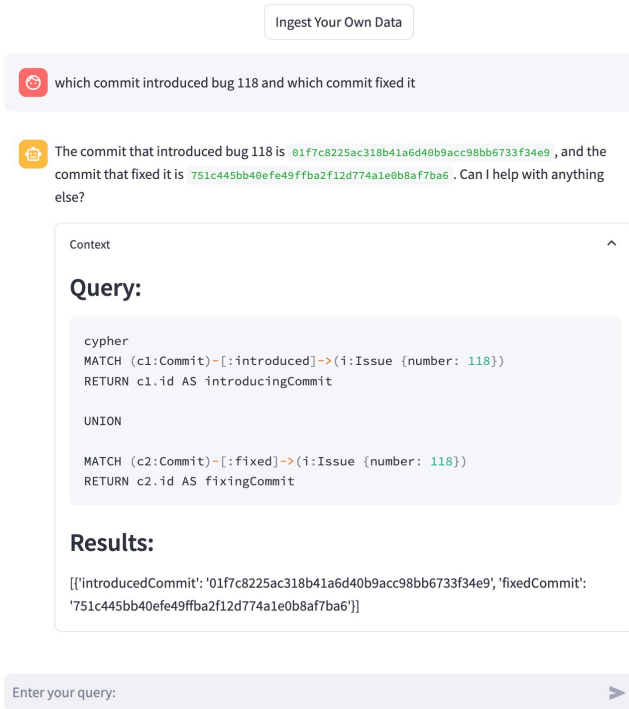 Ingest Your Own Data
which commit introduced bug 118 and which commit fixed it
The commit that introduced bug 118 is 01f7c8225ac318b41a6d40b9acc98bb6733f34e9 , and the
commit that fixed it is 751c445bb40efe49ffba2f12d774a1e0b8af7ba6 . Can I help with anything
else?
Context
Query:
cypher
MATCH (c1:Commit)-[:introduced]->(i:Issue {number: 118})
RETURN c1.id AS introducingCommit
UNION
MATCH (c2:Commit)-[:fixed]->(i:Issue {number: 118})
RETURN c2.id AS fixingCommit
Results:
[{'introducedCommit': '01f7c8225ac318b41a6d40b9acc98bb6733f34e9', 'fixedCommit':
'751c445bb40efe49ffba2f12d774a1e0b8af7ba6'}]
Enter your query: